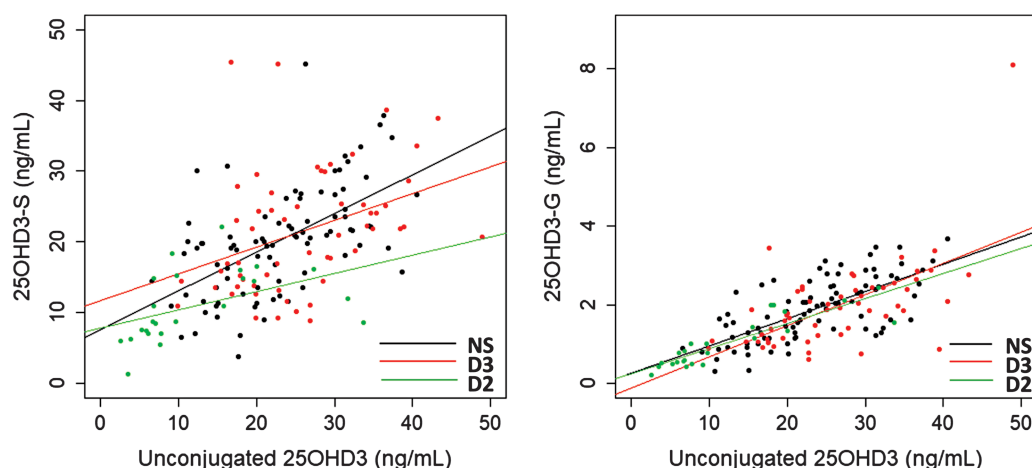 50
40
30
20
10
0
25OHD3-S (ng/mL)
NS
D3
D2
0 10 20 30 40 50
Unconjugated 25OHD3 (ng/mL)
8
6
4
2
0
25OHD3-G (ng/mL)
NS
D3
D2
0 10 20 30 40 50
Unconjugated 25OHD3 (ng/mL)